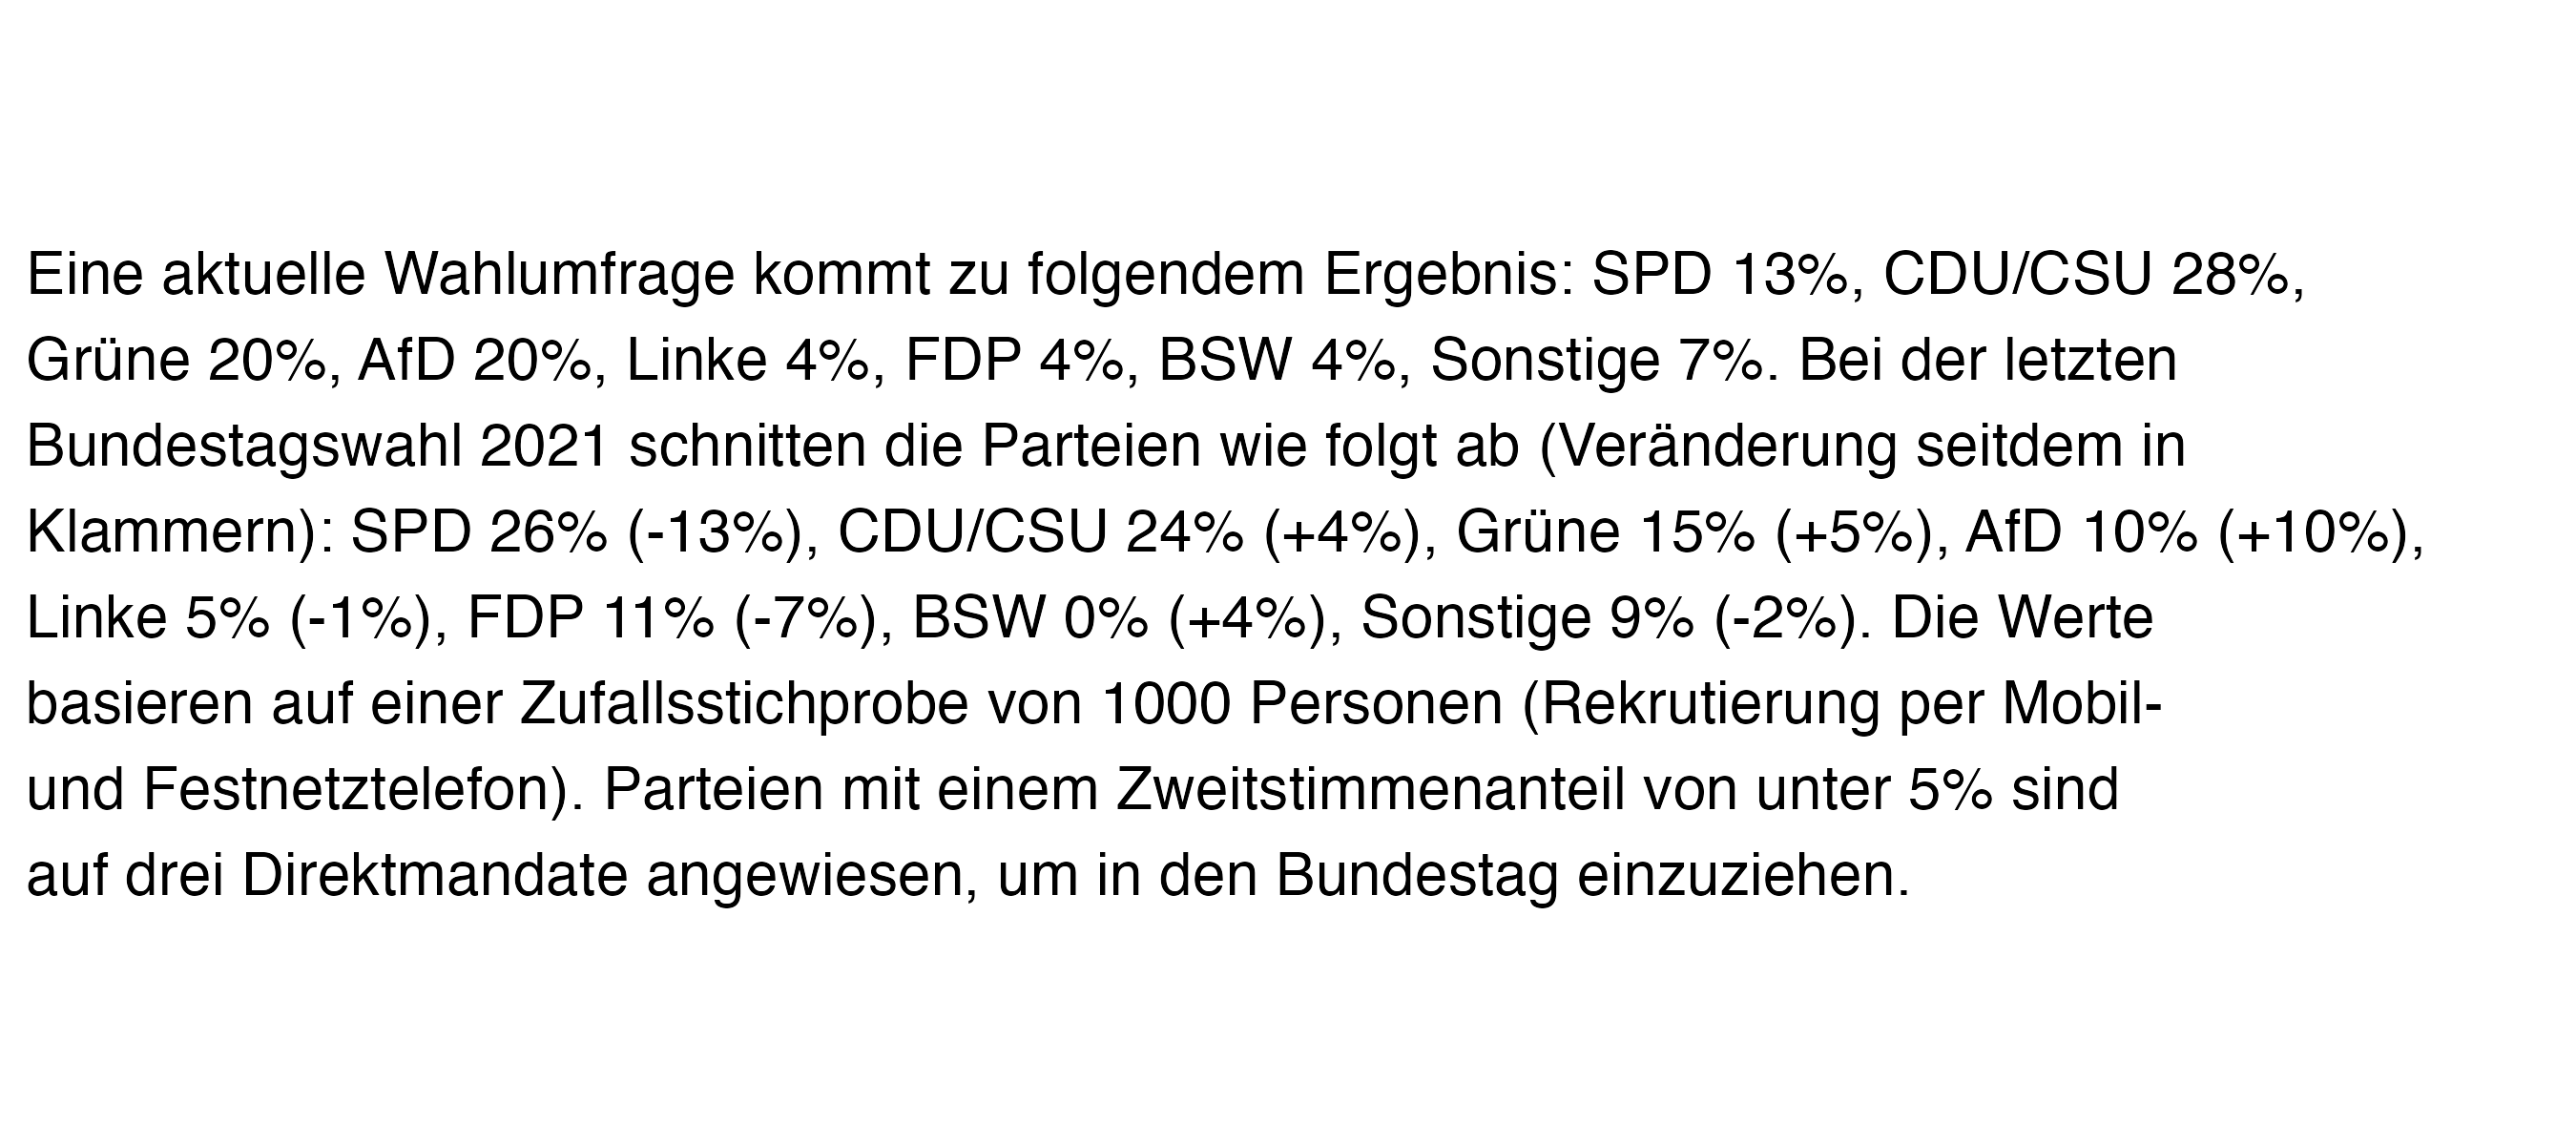 Eine aktuelle Wahlumfrage kommt zu folgendem Ergebnis: SPD 13%, CDU/CSU 28%,
Grüne 20%, AfD 20%, Linke 4%, FDP 4%, BSW 4%, Sonstige 7%. Bei der letzten
Bundestagswahl 2021 schnitten die Parteien wie folgt ab (Veränderung seitdem in
Klammern): SPD 26% (-13%), CDU/CSU 24% (+4%), Grüne 15% (+5%), AfD 10% (+10%),
Linke 5% (-1%), FDP 11% (-7%), BSW 0% (+4%), Sonstige 9% (-2%). Die Werte
basieren auf einer Zufallsstichprobe von 1000 Personen (Rekrutierung per Mobil-
und Festnetztelefon). Parteien mit einem Zweitstimmenanteil von unter 5% sind
auf drei Direktmandate angewiesen, um in den Bundestag einzuziehen.